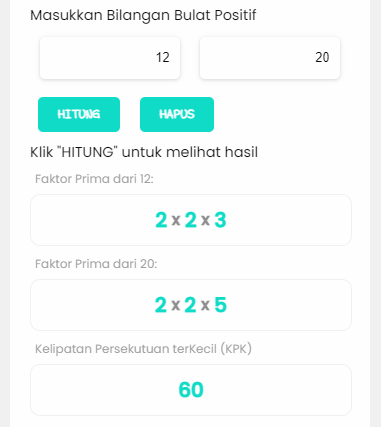 Masukkan Bilangan Bulat Positif
12 20
HITUNG HAPUS
Klik "HITUNG" untuk melihat hasil
Faktor Prima dari 12:
2 x 2 x 3
Faktor Prima dari 20:
2 x 2 x 5
Kelipatan Persekutuan terKecil (KPK)
60